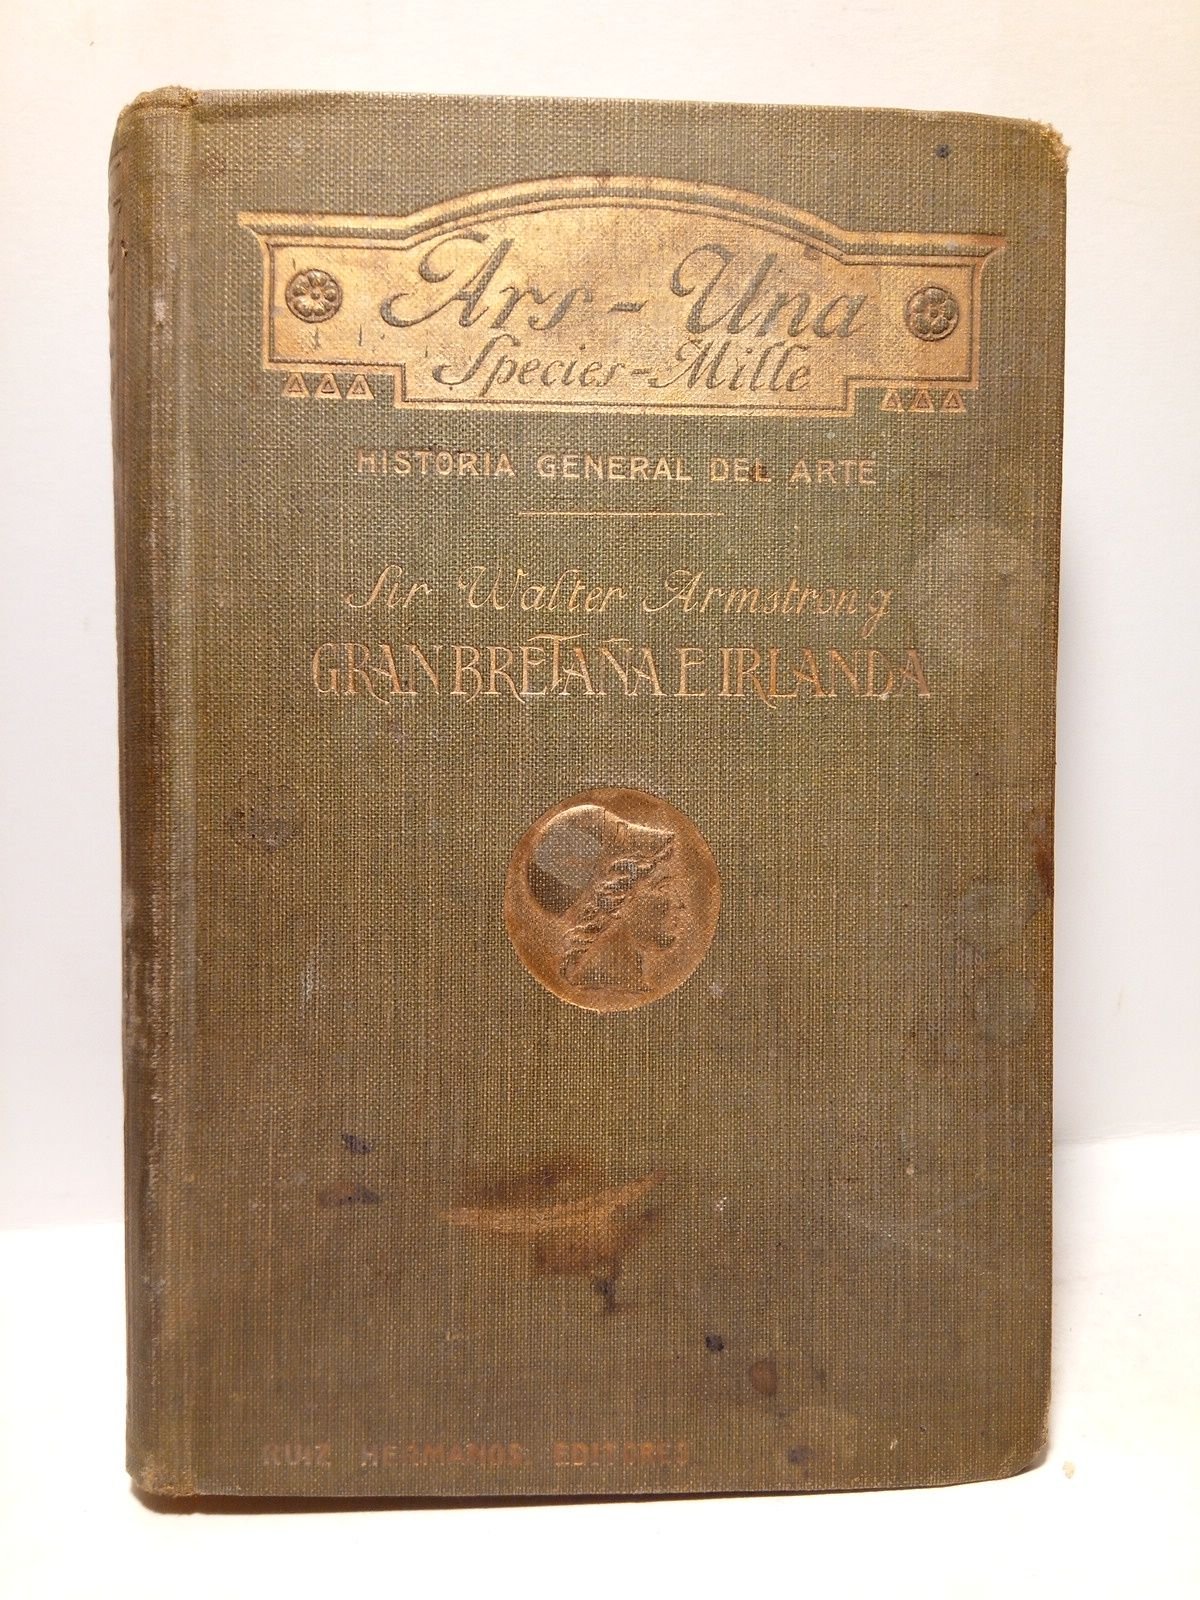 Ars-Una
Species-Mille
HISTORIA GENERAL DEL ARTE
Sir Walter Armstrong
GRAN BRETAÑA E IRLANDA
RUIZ HERMANOS EDITORES